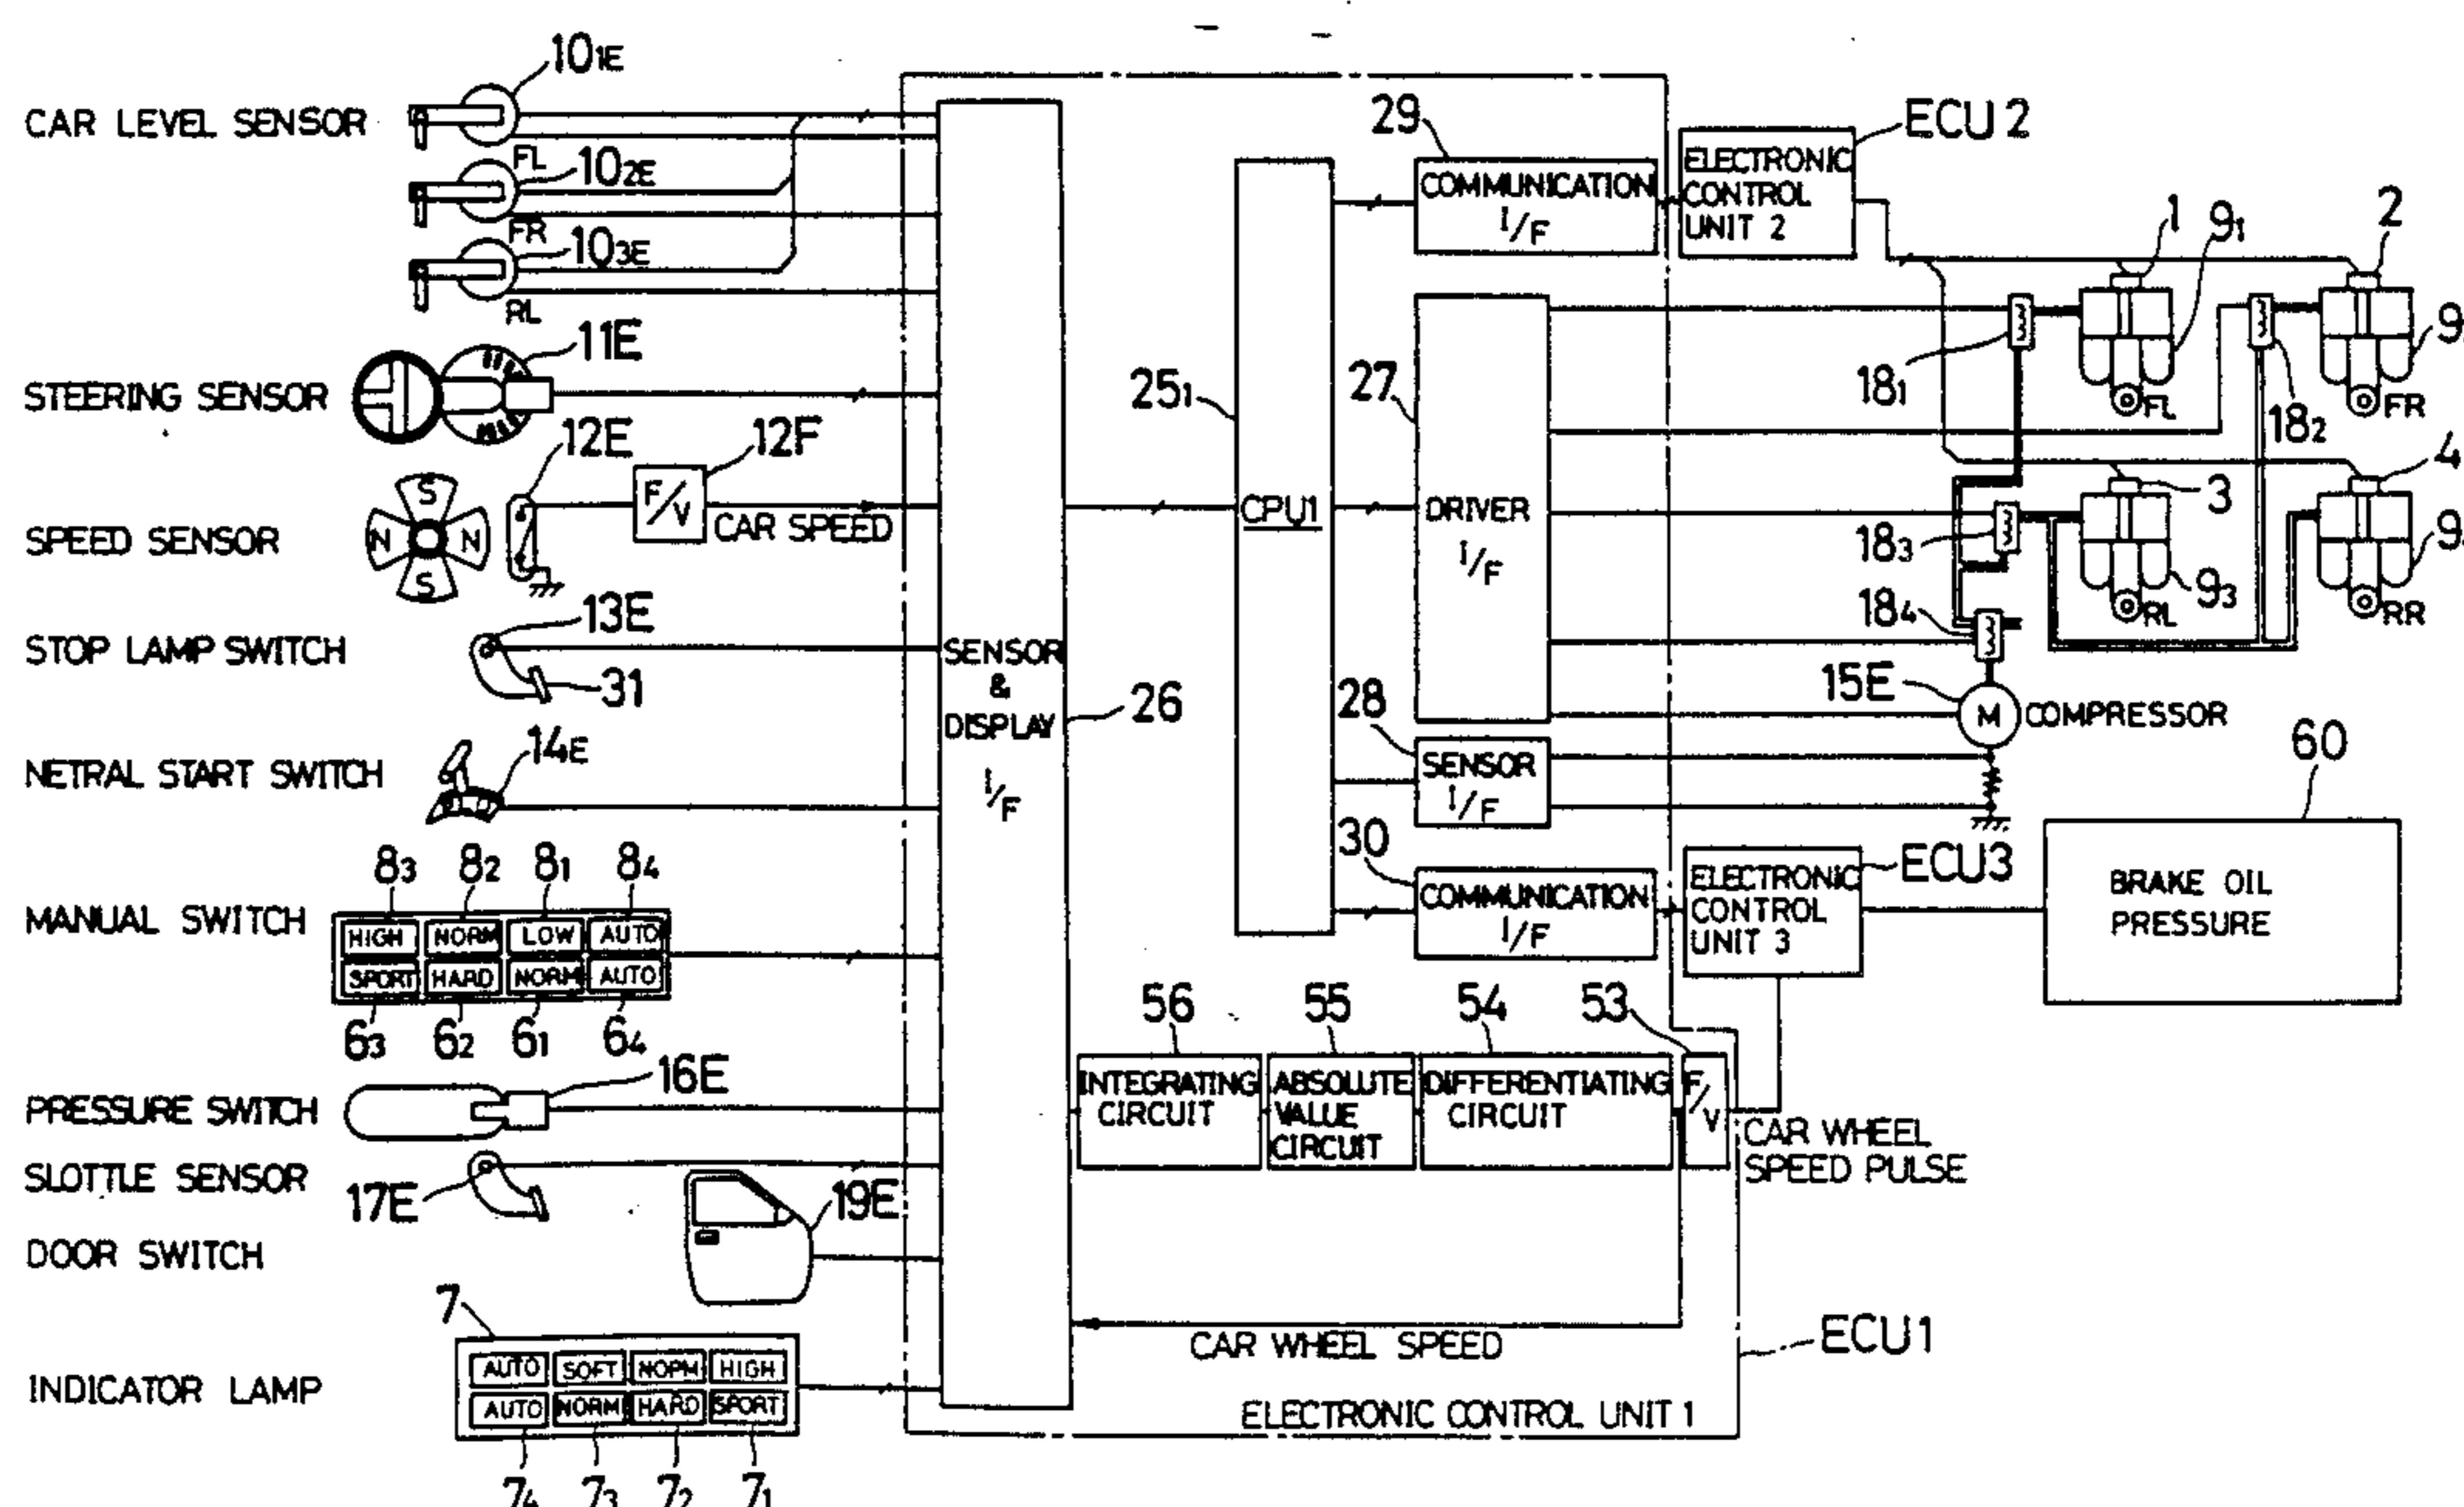 CAR LEVEL SENSOR
101E
FL
102E
FR
103E
RL
STEERING SENSOR
11E
SPEED SENSOR
S
N
N
S
12E
12F
F/V
CAR SPEED
STOP LAMP SWITCH
13E
31
NETRAL START SWITCH
14E
MANUAL SWITCH
83 82 81 84
HIGH NORM LOW AUTO
SPORT HARD NORM AUTO
63 62 61 64
PRESSURE SWITCH
16E
SLOTTLE SENSOR
17E
DOOR SWITCH
19E
INDICATOR LAMP
7
AUTO SOFT NOPM HIGH
AUTO NORM HARD SPORT
74 73 72 71
SENSOR
&
DISPLAY
I/F
26
251
CPU1
29
COMMUNICATION
I/F
27
DRIVER
I/F
28
SENSOR
I/F
30
COMMUNICATION
I/F
ECU2
ELECTRONIC
CONTROL
UNIT 2
1
91
2
9
181
FL
182
FR
3
4
183
93
9
RL
RR
184
15E
M
COMPRESSOR
60
ECU3
ELECTRONIC
CONTROL
UNIT 3
BRAKE OIL
PRESSURE
56
INTEGRATING
CIRCUIT
55
ABSOLUTE
VALUE
CIRCUIT
54
DIFFERENTIATING
CIRCUIT
53
F/V
CAR WHEEL
SPEED PULSE
CAR WHEEL SPEED
ECU1
ELECTRONIC CONTROL UNIT 1